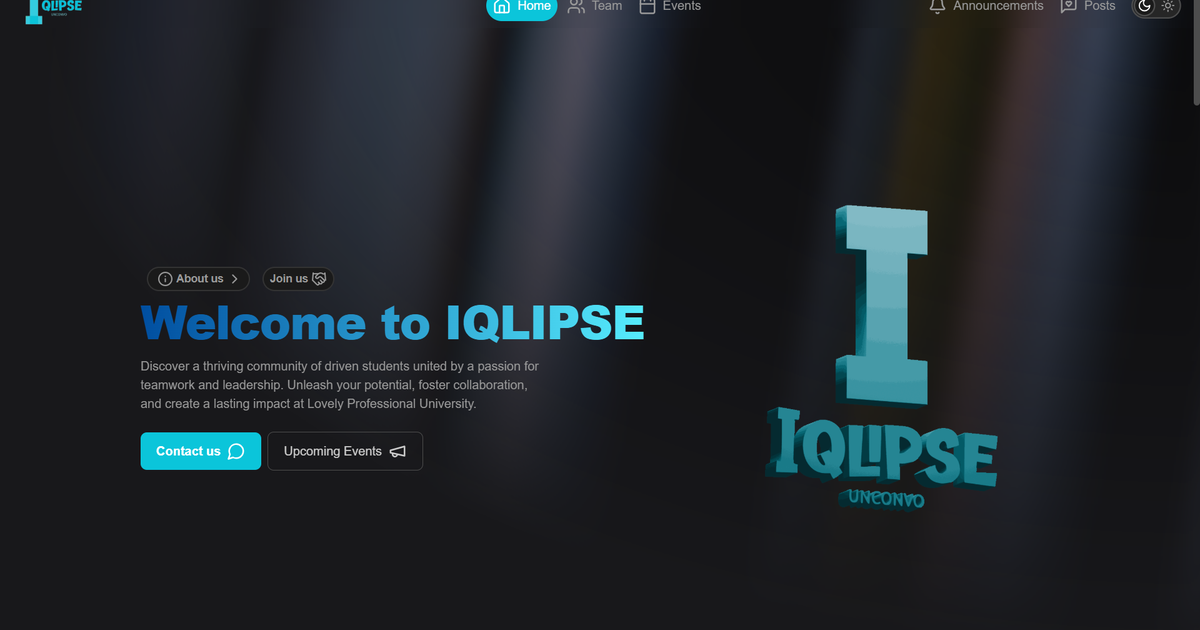 IQLIPSE
Home
Team
Events
Announcements
Posts
About us
Join us
Welcome to IQLIPSE
Discover a thriving community of driven students united by a passion for
teamwork and leadership. Unleash your potential, foster collaboration,
and create a lasting impact at Lovely Professional University.
Contact us
Upcoming Events
I
IQLIPSE
UNCONVO